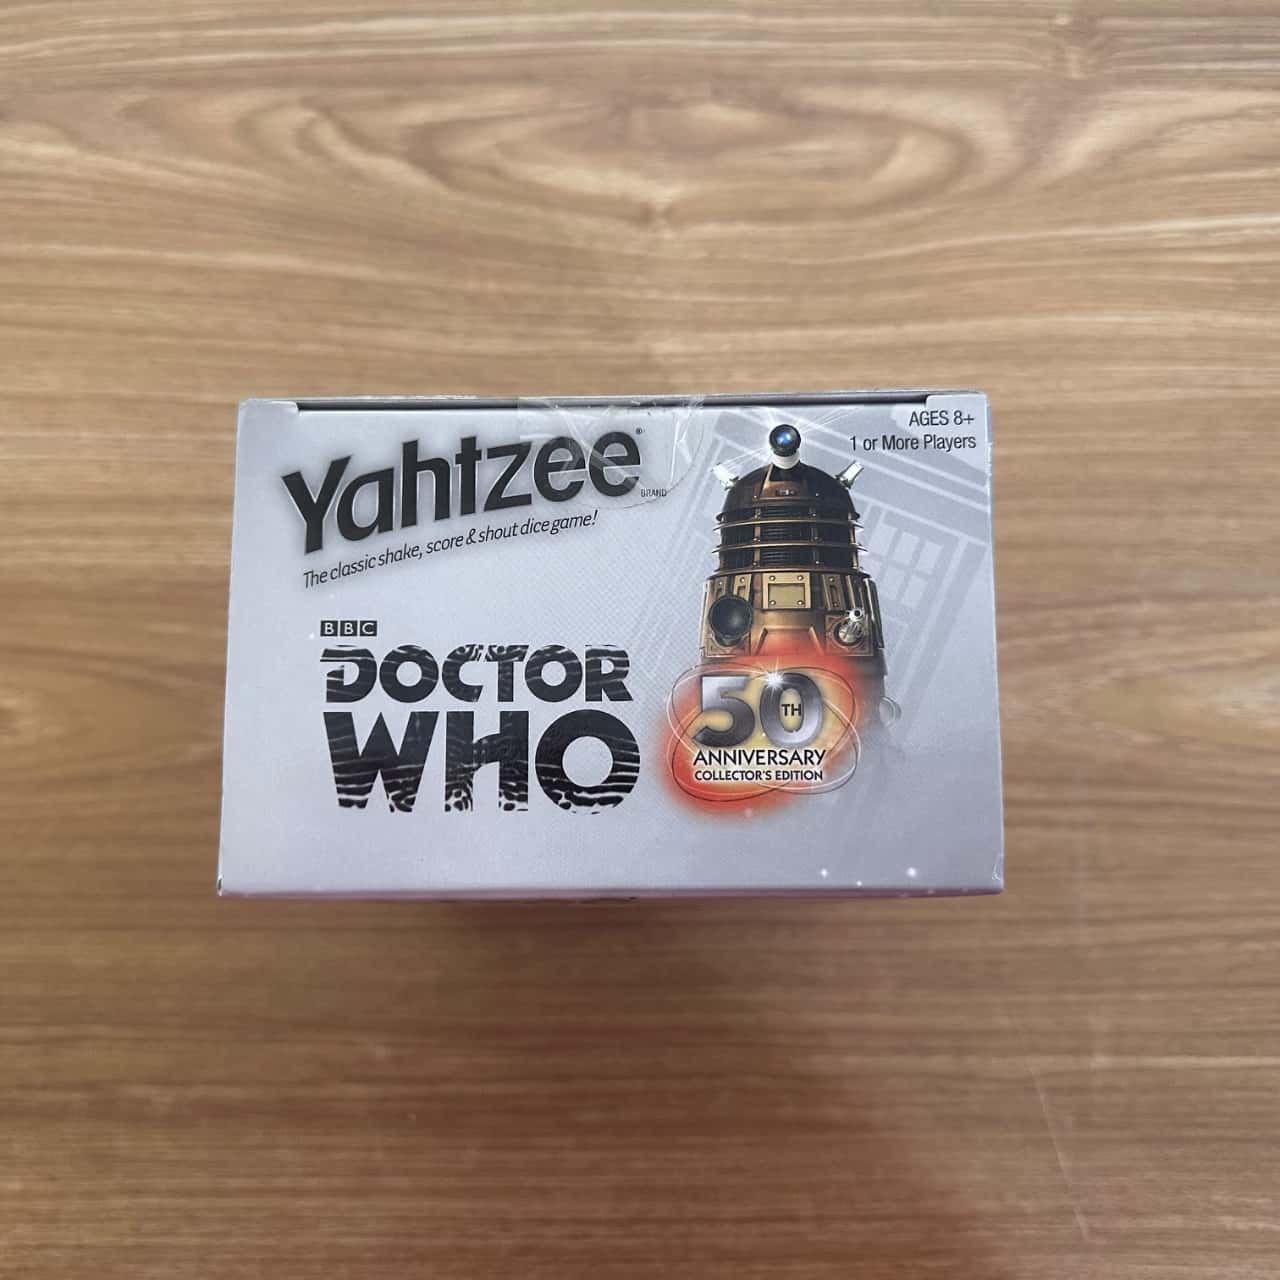 AGES 8+
1 or More Players
Yahtzee®
BRAND
The classic shake, score & shout dice game!
BBC
DOCTOR
WHO
50TH
ANNIVERSARY
COLLECTOR'S EDITION